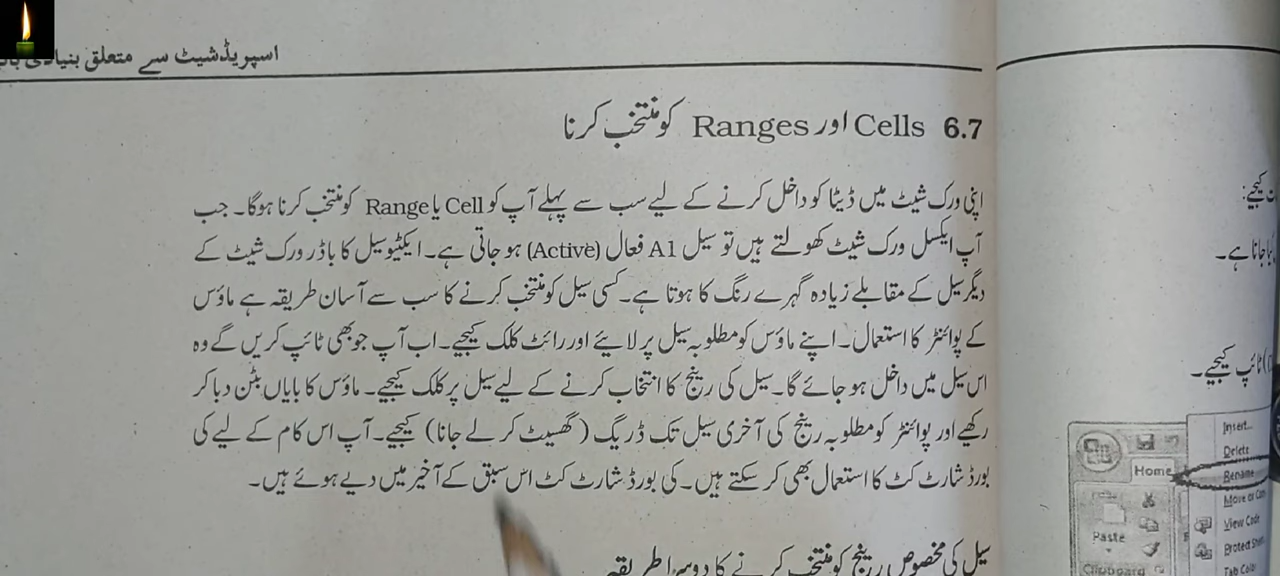 اسپریڈشیٹ سے متعلق بنیادی
6.7 Cells اور Ranges کو منتخب کرنا
اپنی ورک شیٹ میں ڈیٹا کو داخل کرنے کے لیے سب سے پہلے آپ کو Cell یا Range کو منتخب کرنا ہوگا۔ جب
آپ ایکسل ورک شیٹ کھولتے ہیں تو سیل A1 فعال (Active) ہو جاتی ہے۔ ایکٹیو سیل کا باڈر ورک شیٹ کے
دیگر سیل کے مقابلے زیادہ گہرے رنگ کا ہوتا ہے۔ کسی سیل کو منتخب کرنے کا سب سے آسان طریقہ ہے ماؤس
کے پوائنٹر کا استعمال۔ اپنے ماؤس کو مطلوبہ سیل پر لائیے اور رائٹ کلک کیجیے۔ اب آپ جو بھی ٹائپ کریں گے وہ
اس سیل میں داخل ہو جائے گا۔ سیل کی رینج کا انتخاب کرنے کے لیے سیل پر کلک کیجیے۔ ماؤس کا بایاں بٹن دبا کر
رکھیے اور پوائنٹر کو مطلوبہ رینج کی آخری سیل تک ڈریگ (گھسیٹ کر لے جانا) کیجیے۔ آپ اس کام کے لیے کی
بورڈ شارٹ کٹ کا استعمال بھی کر سکتے ہیں۔ کی بورڈ شارٹ کٹ اس سبق کے آخیر میں دیے ہوئے ہیں۔
سیل کی مخصوص رینج کو منتخب کرنے کا دوسرا طریقہ
کیجیے:
جانا ہے۔
ٹائپ کیجیے۔
Insert...
Delete
Home
Rename
Move or
View Code
Paste
Protect
Clipboard
Tab